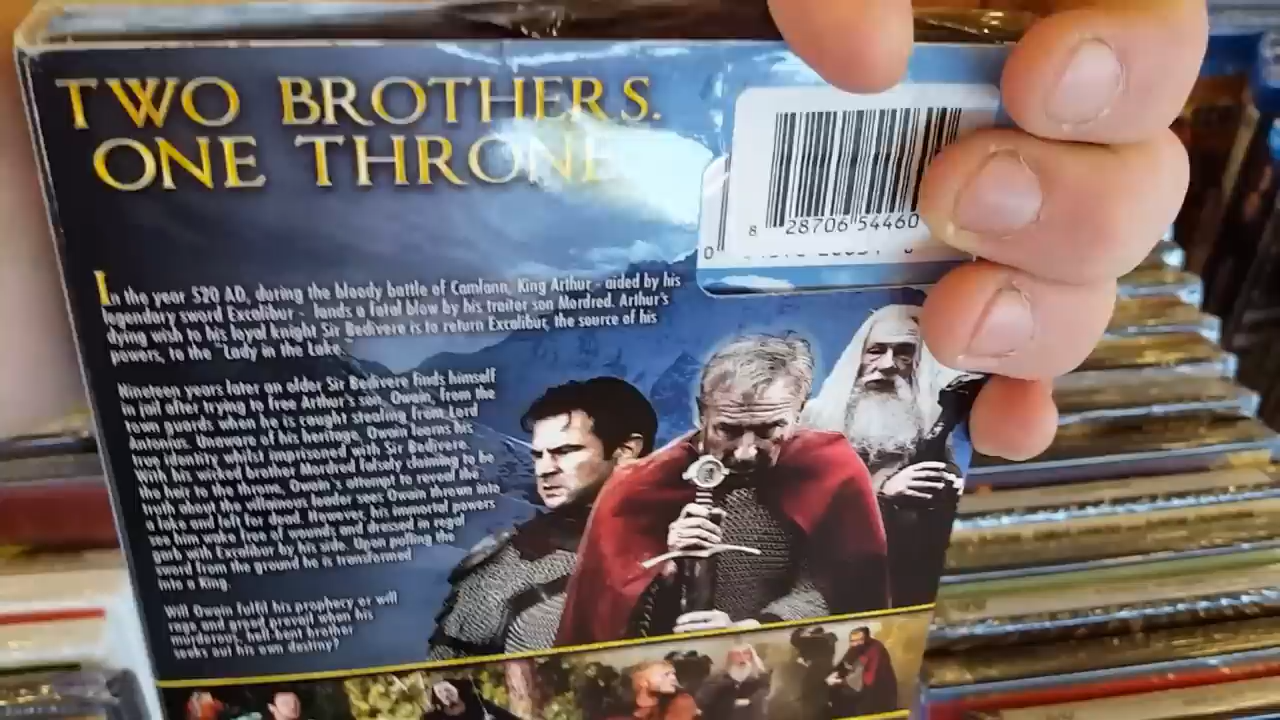 TWO BROTHERS.
ONE THRONE
8 28706 54460
0
In the year 520 AD, during the bloody battle of Camlann, King Arthur - aided by his
legendary sword Excalibur - lands a fatal blow by his traitor son Mordred. Arthur's
dying wish to his loyal knight Sir Bedivere is to return Excalibur, the source of his
powers, to the "Lady in the Lake."
Nineteen years later an older Sir Bedivere finds himself
in jail after trying to free Arthur's son, Owain, from the
town guards when he is caught stealing from Lord
Antonius. Unaware of his heritage, Owain learns his
true identity whilst imprisoned with Sir Bedivere.
With his wicked brother Mordred falsely claiming to be
the heir to the throne, Owain's attempt to reveal the
truth about the villainous leader sees Owain thrown into
a lake and left for dead. However, his immortal powers
see him wake free of wounds and dressed in regal
garb with Excalibur by his side. Upon pulling the
sword from the ground he is transformed
into a King.
Will Owain fulfil his prophecy or will
rage and greed prevail when his
murderous, hell-bent brother
seeks out his own destiny?